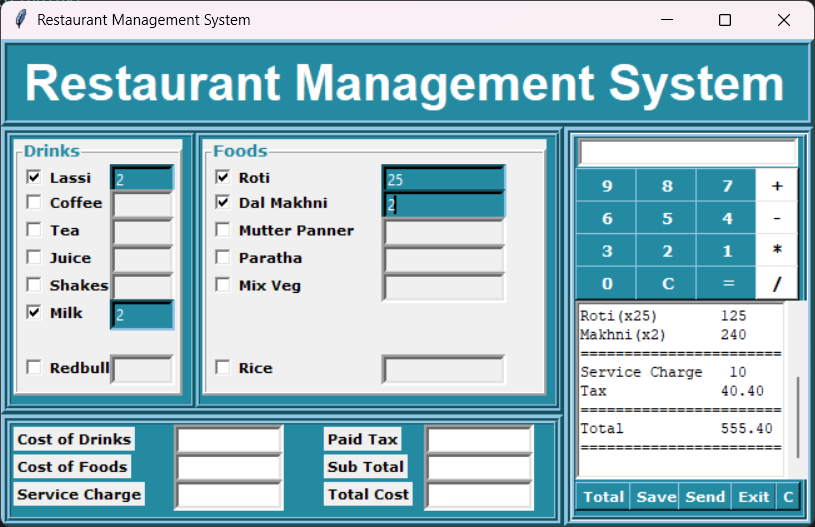 Restaurant Management System
Restaurant Management System
Drinks
Lassi 2
Coffee
Tea
Juice
Shakes
Milk 2
Redbull
Foods
Roti 25
Dal Makhni 2
Mutter Panner
Paratha
Mix Veg
Rice
9 8 7 +
6 5 4 -
3 2 1 *
0 C = /
Roti(x25) 125
Makhni(x2) 240
=======================
Service Charge 10
Tax 40.40
=======================
Total 555.40
=======================
Total Save Send Exit C
Cost of Drinks
Cost of Foods
Service Charge
Paid Tax
Sub Total
Total Cost